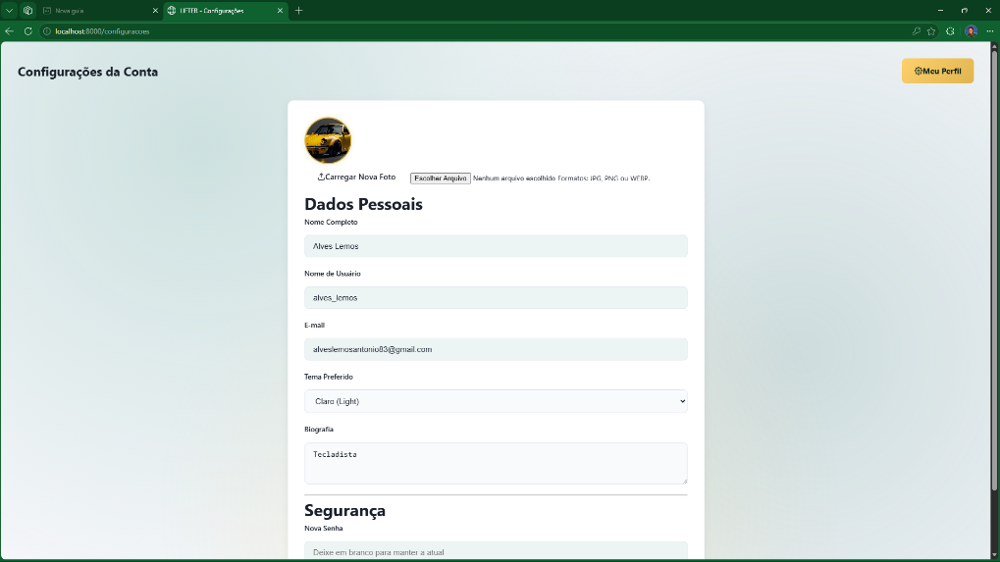 Nova guia
LIFTER - Configurações
localhost:8000/configuracoes
Configurações da Conta
Meu Perfil
Carregar Nova Foto
Escolher Arquivo Nenhum arquivo escolhido Formatos: JPG, PNG ou WEBP.
Dados Pessoais
Nome Completo
Alves Lemos
Nome de Usuário
alves_lemos
E-mail
alveslemosantonio83@gmail.com
Tema Preferido
Claro (Light)
Biografia
Tecladista
Segurança
Nova Senha
Deixe em branco para manter a atual